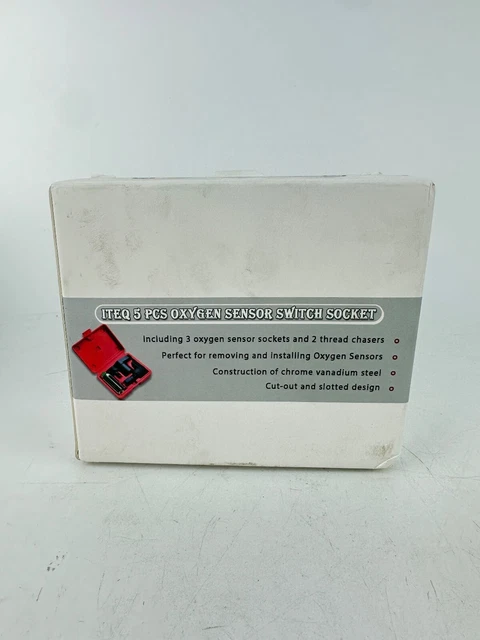 ITEQ 5 PCS OXYGEN SENSOR SWITCH SOCKET
Including 3 oxygen sensor sockets and 2 thread chasers
Perfect for removing and installing Oxygen Sensors
Construction of chrome vanadium steel
Cut-out and slotted design